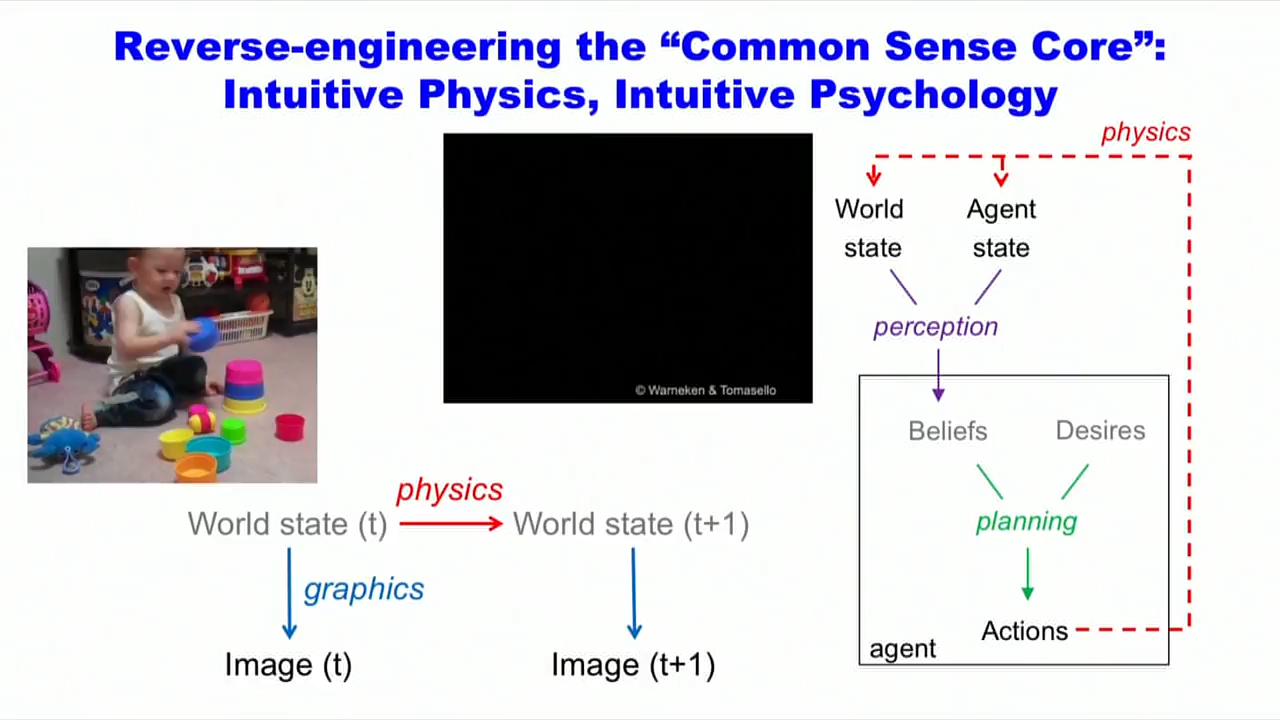 Reverse-engineering the “Common Sense Core”:
Intuitive Physics, Intuitive Psychology
physics
World state
Agent state
perception
© Warneken & Tomasello
Beliefs
Desires
physics
World state (t)
World state (t+1)
planning
graphics
Actions
agent
Image (t)
Image (t+1)